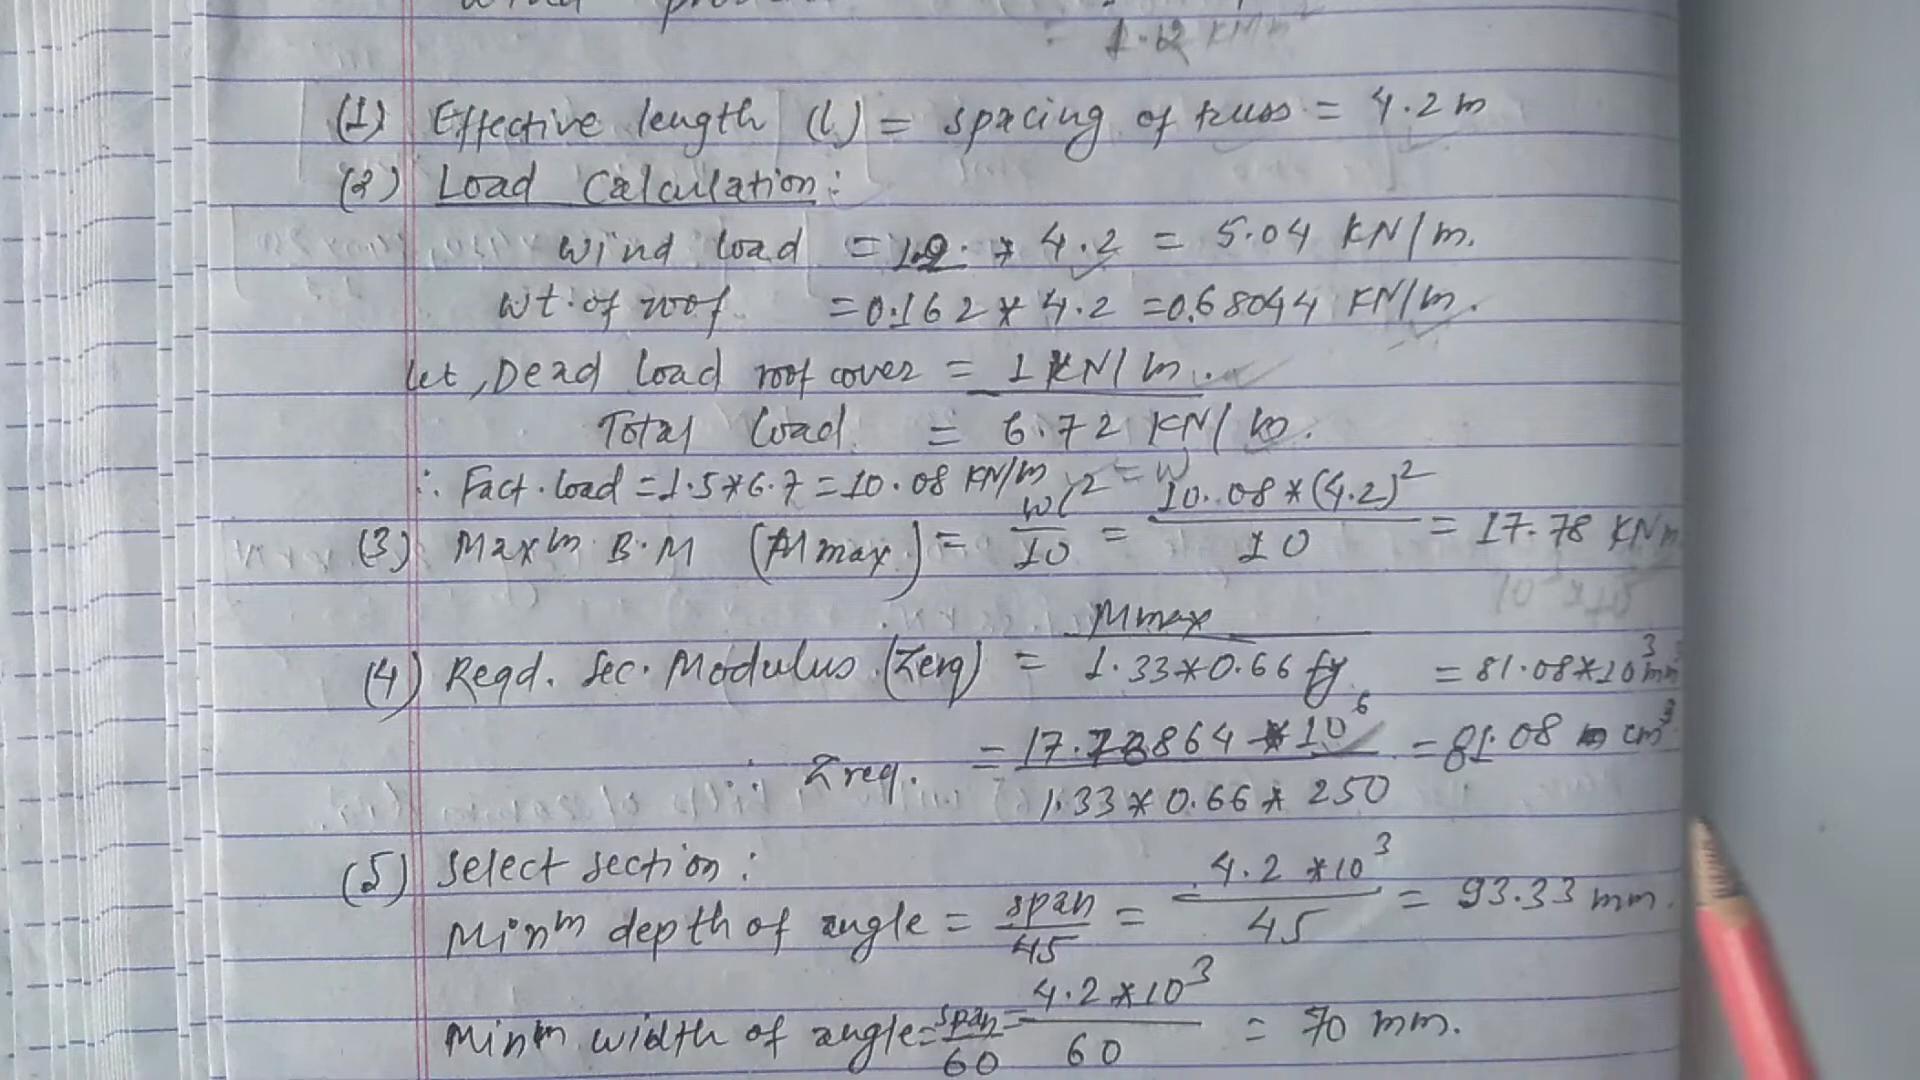 1.62 KN/m²
(1) Effective length (l) = spacing of truss = 4.2 m
(2) Load Calculation:
Wind load = 1.2 * 4.2 = 5.04 KN/m.
Wt. of roof = 0.162 * 4.2 = 0.68044 KN/m.
Let, Dead load roof cover = 1 KN/m.
Total load = 6.72 KN/m.
∴ Fact. load = 1.5*6.7 = 10.08 KN/m = W
(3) Maxm B.M (Mmax) = wl²/10 = 10.08*(4.2)²/10 = 17.78 KNm
(4) Reqd. Sec. Modulus (Zerq) = Mmax/1.33*0.66 fy = 81.08*10³ mm³
Zreq. = 17.78864*10⁶/1.33*0.66*250 = 81.08 cm³
(5) Select section:
Minm depth of angle = span/45 = 4.2*10³/45 = 93.33 mm.
Minm width of angle = span/60 = 4.2*10³/60 = 70 mm.